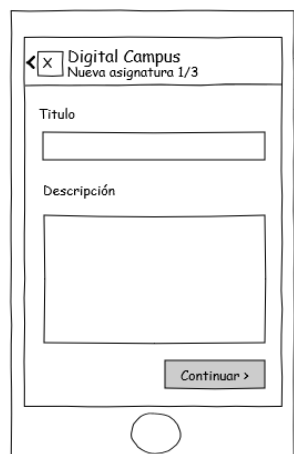 < X Digital Campus
Nueva asignatura 1/3
Titulo
Descripción
Continuar >